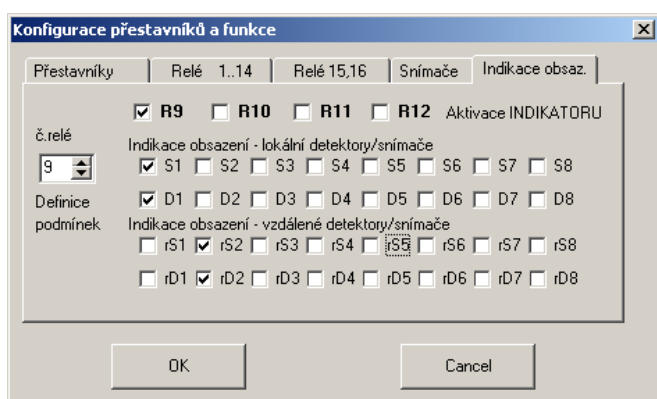 Konfigurace přestavníků a funkce
Přestavníky Relé 1..14 Relé 15,16 Snímače Indikace obsaz.
R9 R10 R11 R12 Aktivace INDIKATORU
č.relé
Indikace obsazení - lokální detektory/snímače
9 S1 S2 S3 S4 S5 S6 S7 S8
Definice D1 D2 D3 D4 D5 D6 D7 D8
podmínek Indikace obsazení - vzdálené detektory/snímače
rS1 rS2 rS3 rS4 rS5 rS6 rS7 rS8
rD1 rD2 rD3 rD4 rD5 rD6 rD7 rD8
OK Cancel